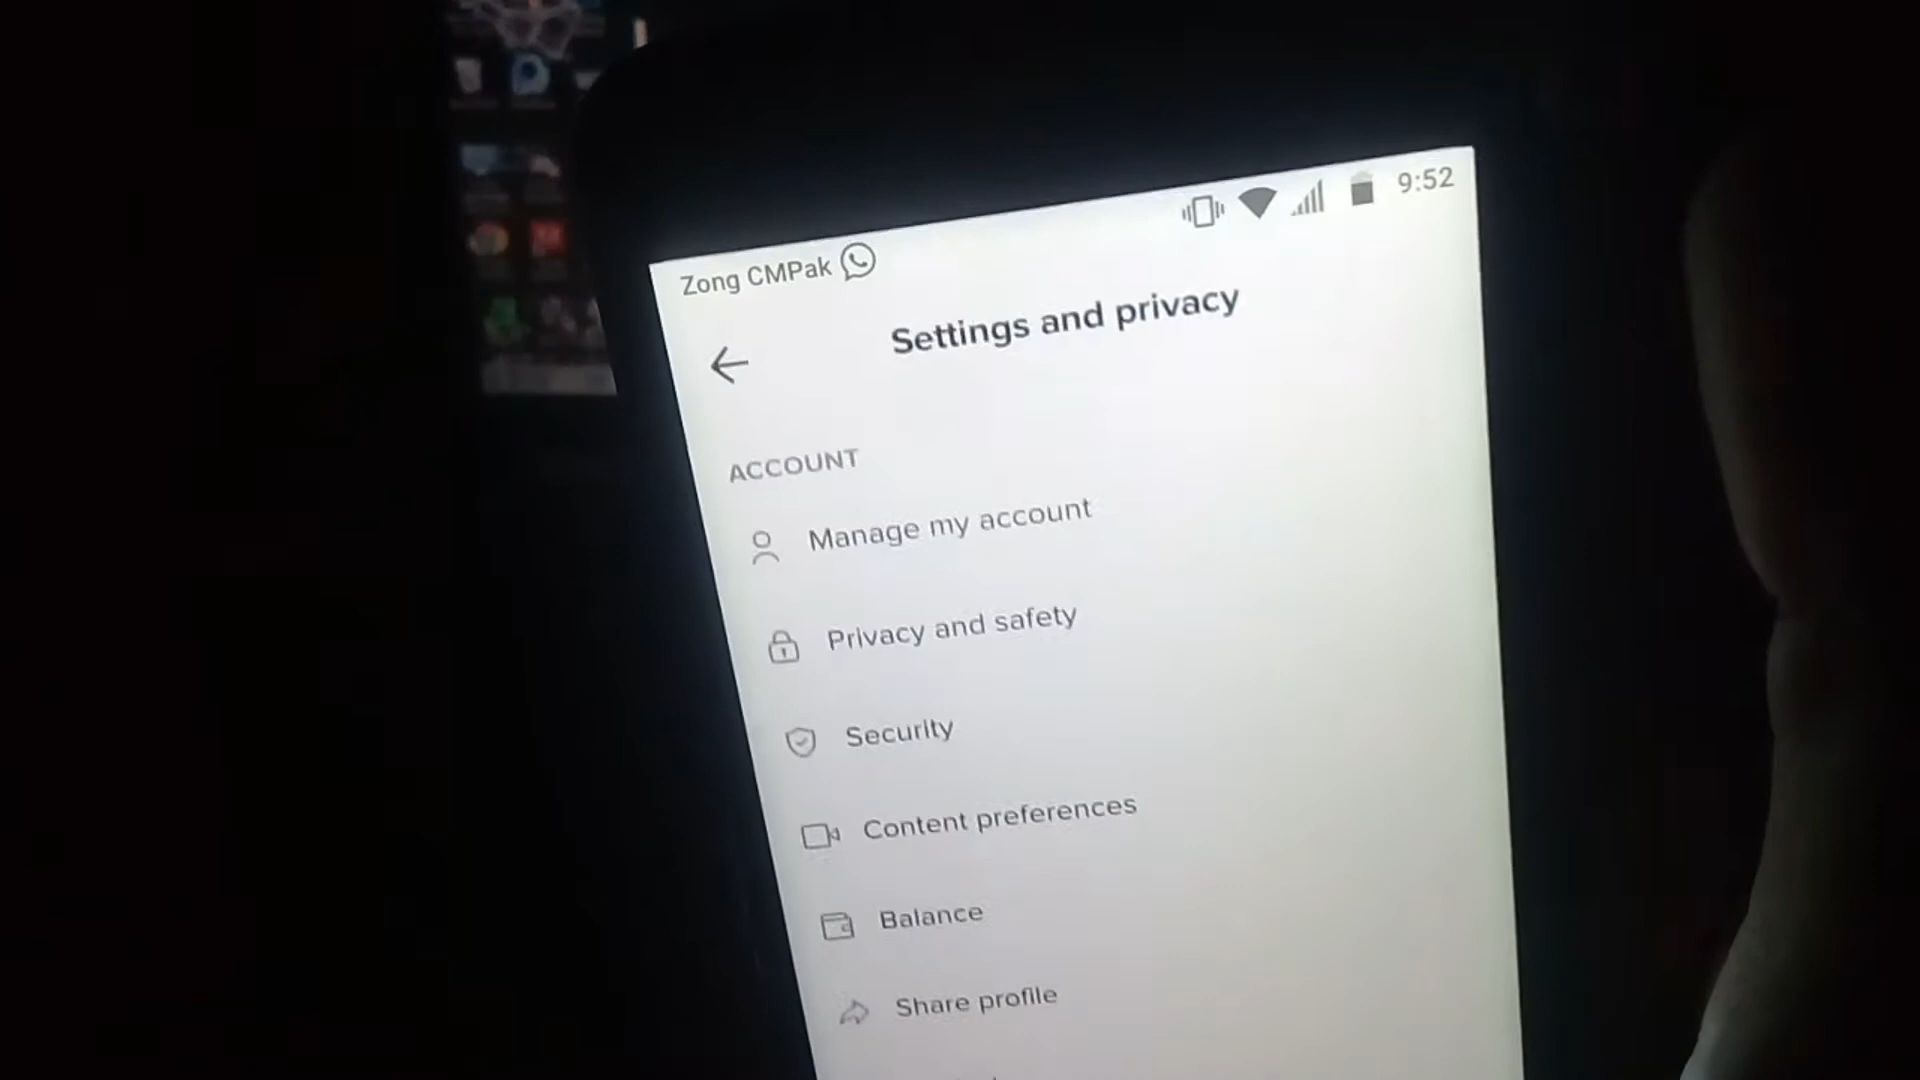 Zong CMPak
9:52
Settings and privacy
ACCOUNT
Manage my account
Privacy and safety
Security
Content preferences
Balance
Share profile